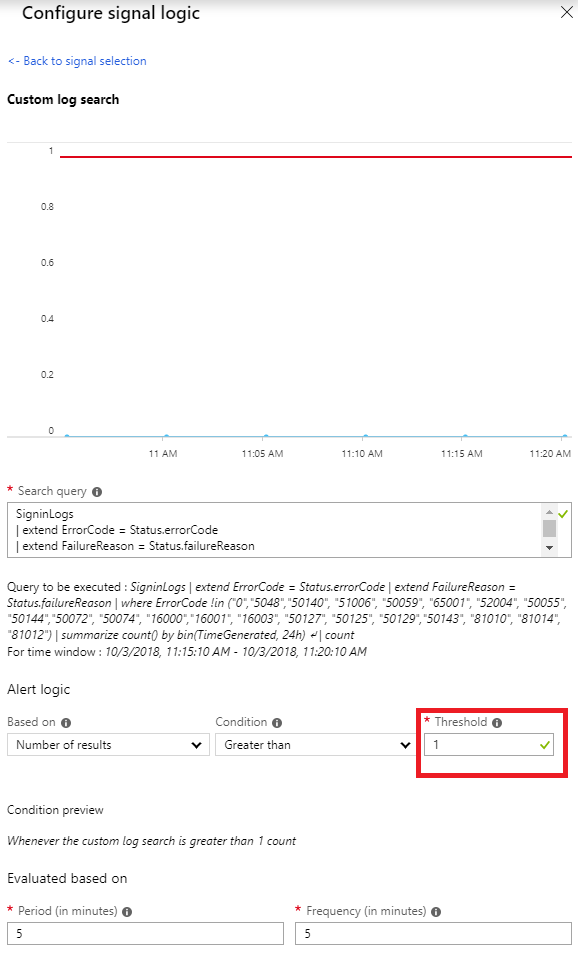 Configure signal logic
<- Back to signal selection
Custom log search
1
0.8
0.6
0.4
0.2
0
11 AM
11:05 AM
11:10 AM
11:15 AM
11:20 AM
* Search query
SigninLogs
| extend ErrorCode = Status.errorCode
| extend FailureReason = Status.failureReason
Query to be executed : SigninLogs | extend ErrorCode = Status.errorCode | extend FailureReason =
Status.failureReason | where ErrorCode !in ("0","5048","50140", "51006", "50059", "65001", "52004", "50055",
"50144","50072", "50074", "16000","16001", "16003", "50127", "50125", "50129","50143", "81010", "81014",
"81012") | summarize count() by bin(TimeGenerated, 24h) ↵| count
For time window : 10/3/2018, 11:15:10 AM - 10/3/2018, 11:20:10 AM
Alert logic
Based on
Condition
* Threshold
Number of results
Greater than
1
Condition preview
Whenever the custom log search is greater than 1 count
Evaluated based on
* Period (in minutes)
* Frequency (in minutes)
5
5